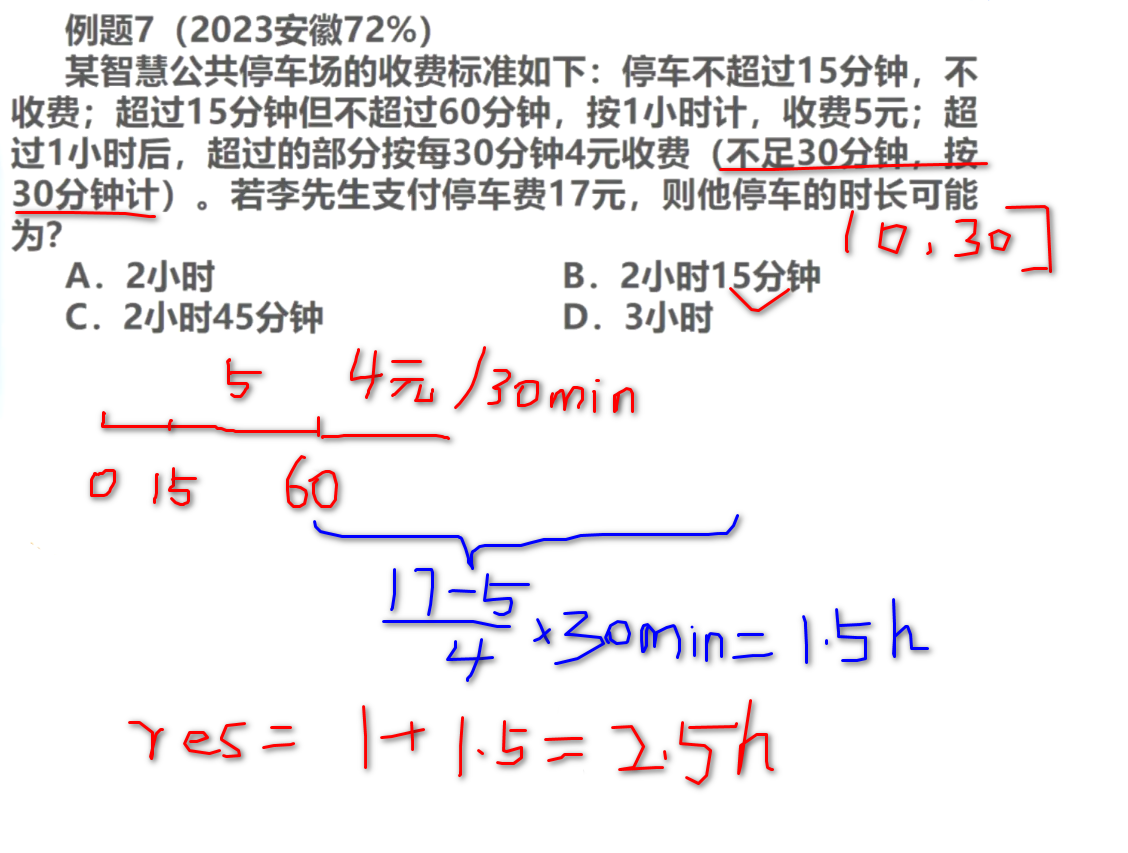 例题7（2023安徽72%）
某智慧公共停车场的收费标准如下：停车不超过15分钟，不
收费；超过15分钟但不超过60分钟，按1小时计，收费5元；超
过1小时后，超过的部分按每30分钟4元收费（不足30分钟，按
30分钟计）。若李先生支付停车费17元，则他停车的时长可能
为？
(0,30]
A．2小时 B．2小时15分钟
C．2小时45分钟 D．3小时
5 4元/30min
0 15 60
17-5
4
×30min=1.5h
res= 1+1.5=2.5h